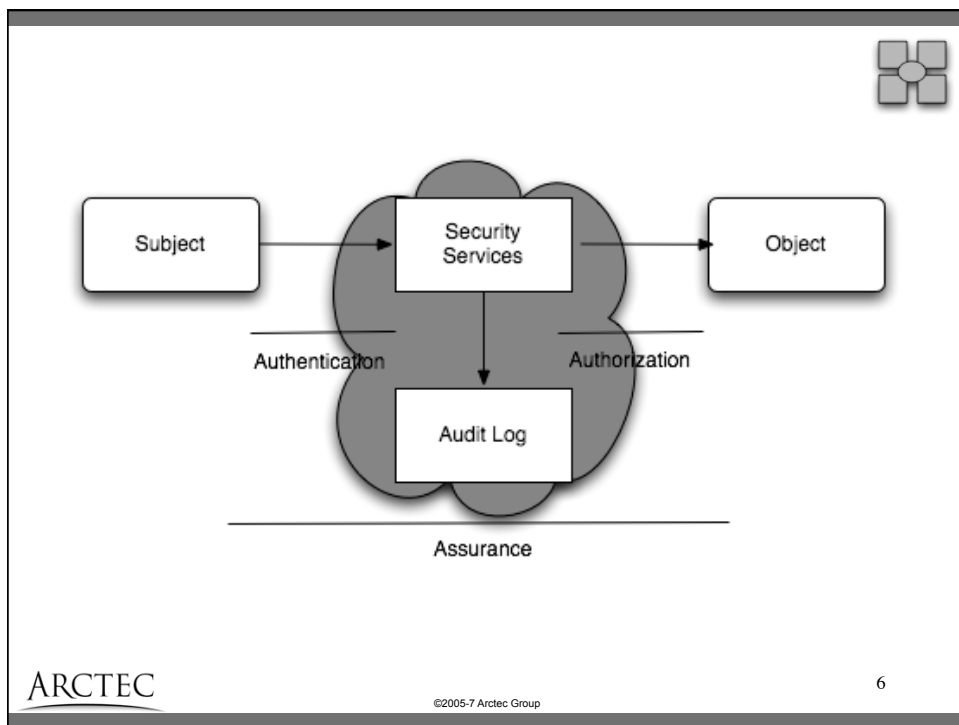 Subject
Security
Services
Object
Authentication
Authorization
Audit Log
Assurance
ARCTEC
©2005-7 Arctec Group
6